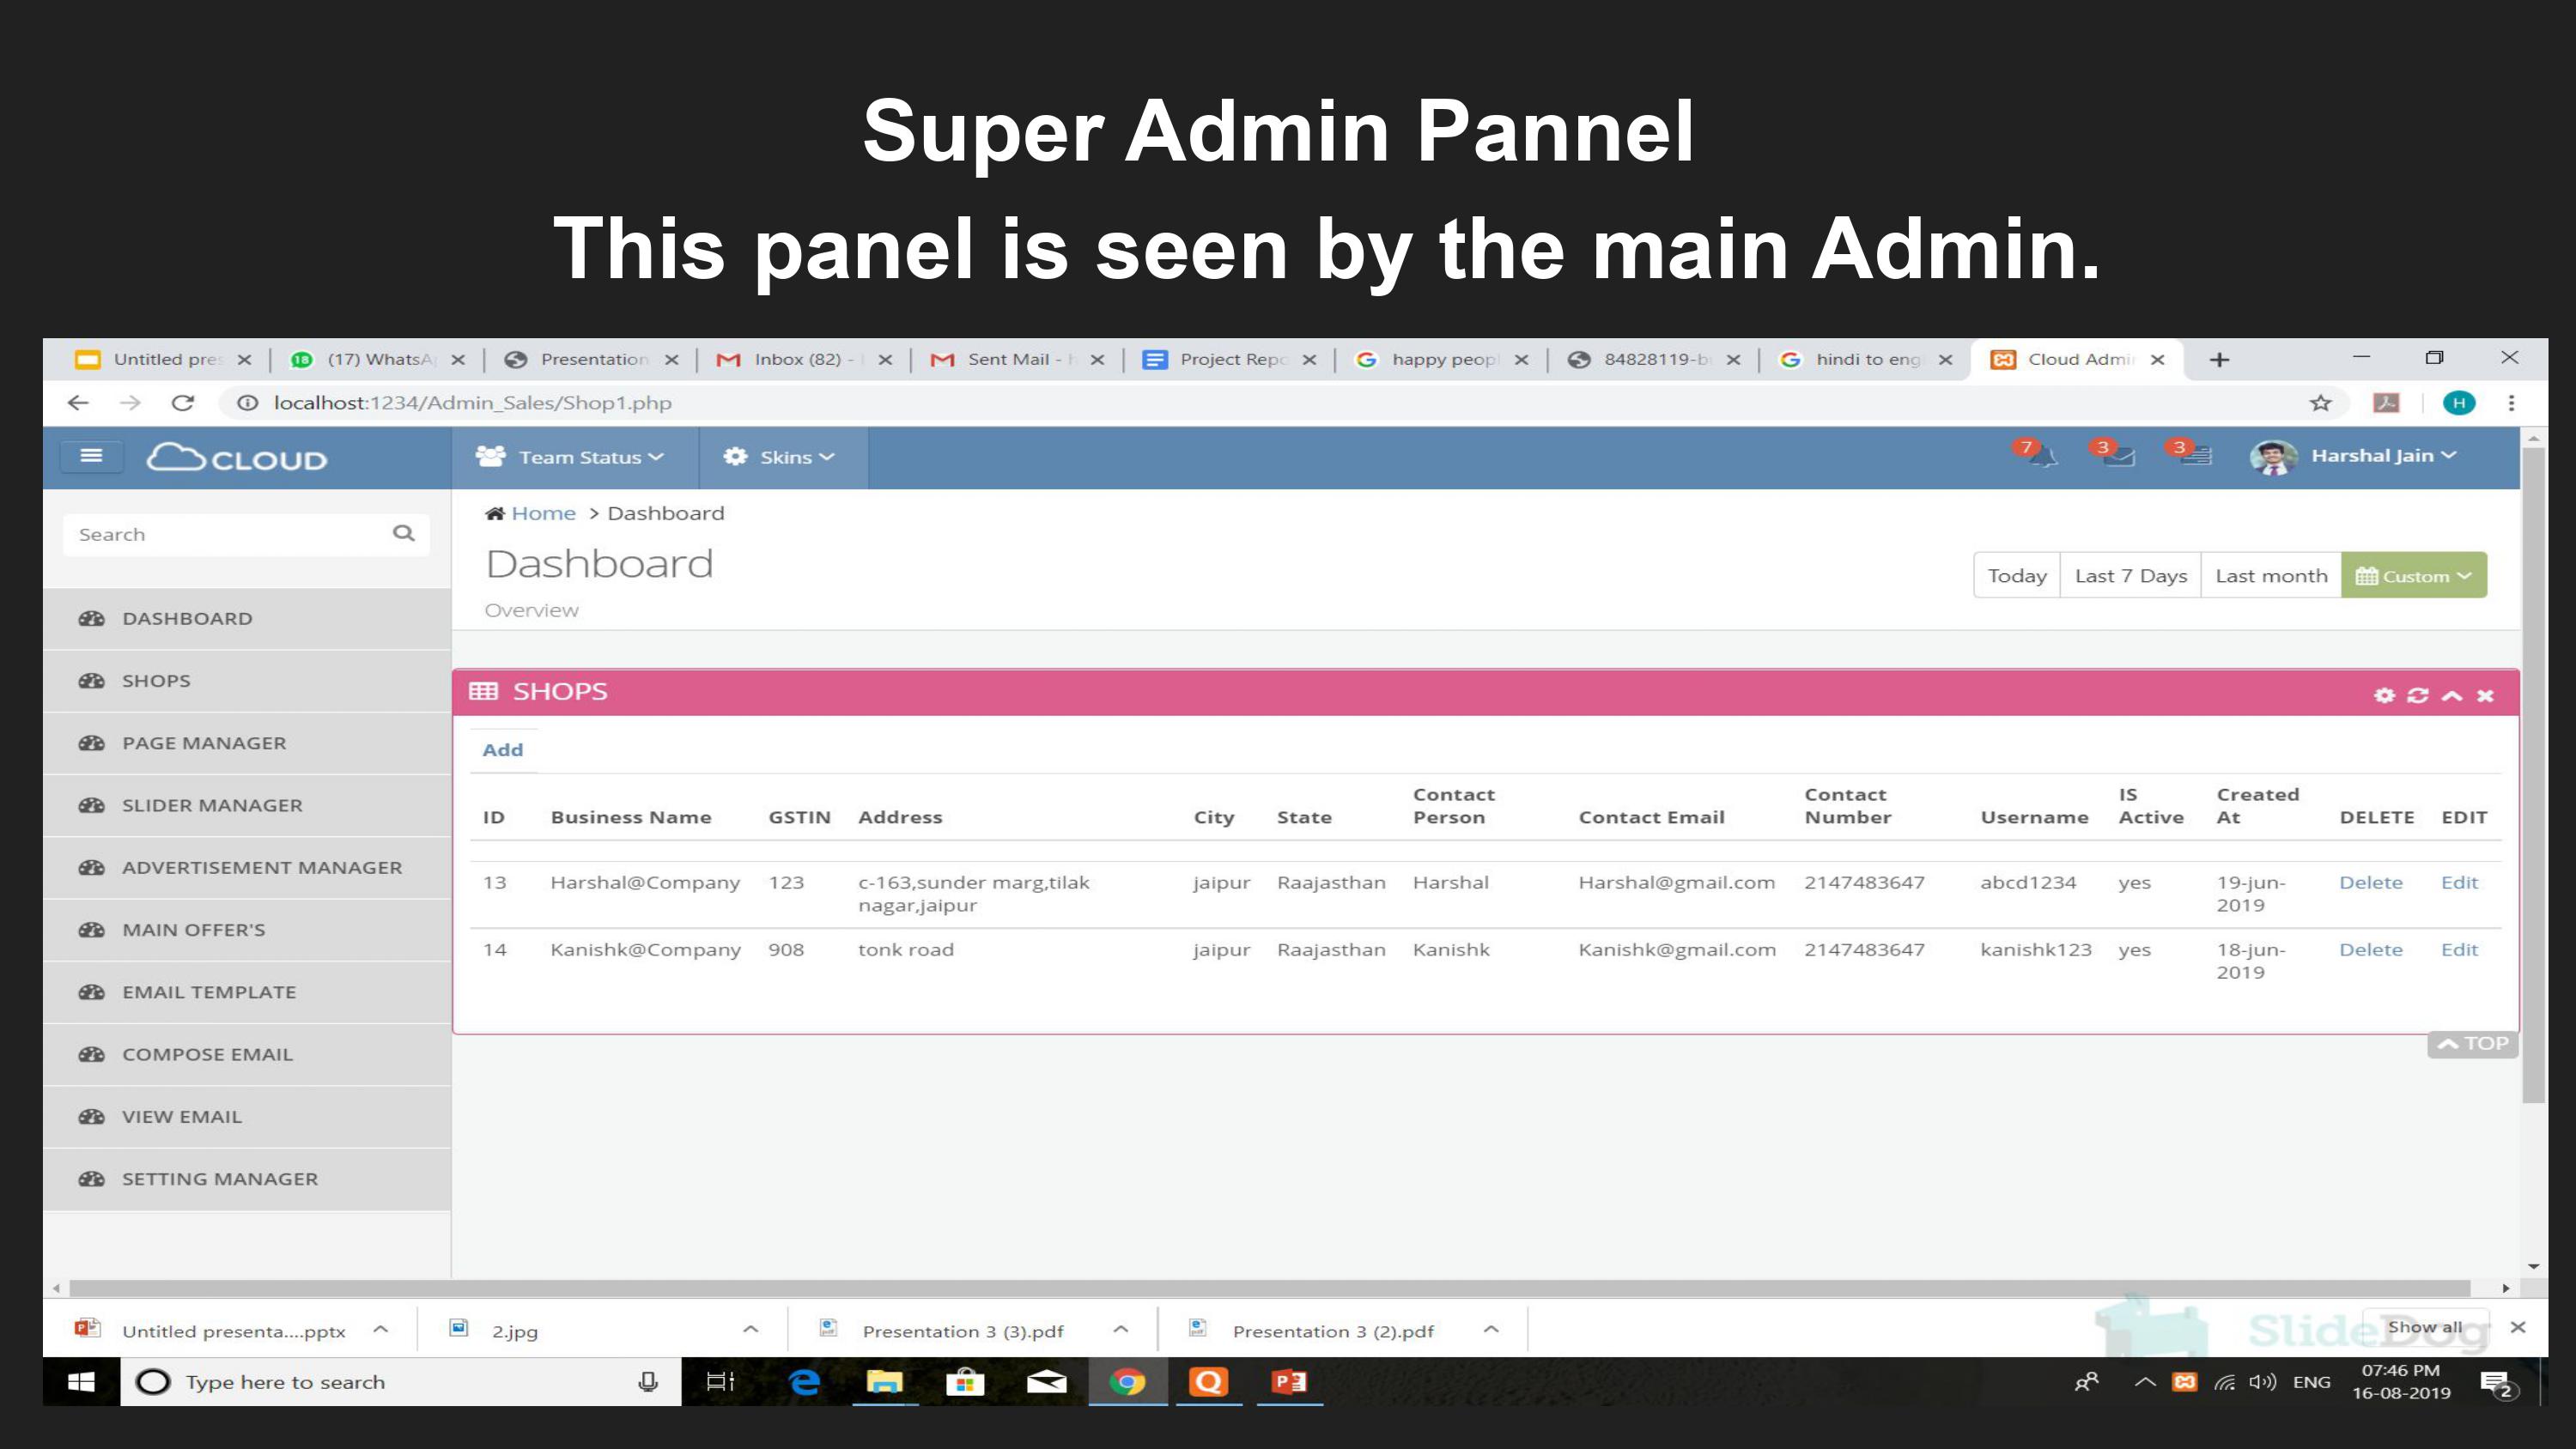 Super Admin Pannel
This panel is seen by the main Admin.
Untitled pre (17) WhatsA Presentation Inbox (82) - Sent Mail - Project Repo happy peopl 84828119-b hindi to eng Cloud Admi
localhost:1234/Admin_Sales/Shop1.php H
CLOUD Team Status Skins 7 3 3 Harshal Jain
Search
Home > Dashboard
Dashboard
Overview
Today Last 7 Days Last month Custom
DASHBOARD
SHOPS
PAGE MANAGER
SLIDER MANAGER
ADVERTISEMENT MANAGER
MAIN OFFER'S
EMAIL TEMPLATE
COMPOSE EMAIL
VIEW EMAIL
SETTING MANAGER
SHOPS
Add
ID Business Name GSTIN Address City State Contact Person Contact Email Contact Number Username IS Active Created At DELETE EDIT
13 Harshal@Company 123 c-163,sunder marg,tilak nagar,jaipur jaipur Raajasthan Harshal Harshal@gmail.com 2147483647 abcd1234 yes 19-jun-2019 Delete Edit
14 Kanishk@Company 908 tonk road jaipur Raajasthan Kanishk Kanishk@gmail.com 2147483647 kanishk123 yes 18-jun-2019 Delete Edit
TOP
Untitled presenta....pptx 2.jpg Presentation 3 (3).pdf Presentation 3 (2).pdf SlideDog Show all
Type here to search ENG 07:46 PM
16-08-2019 2